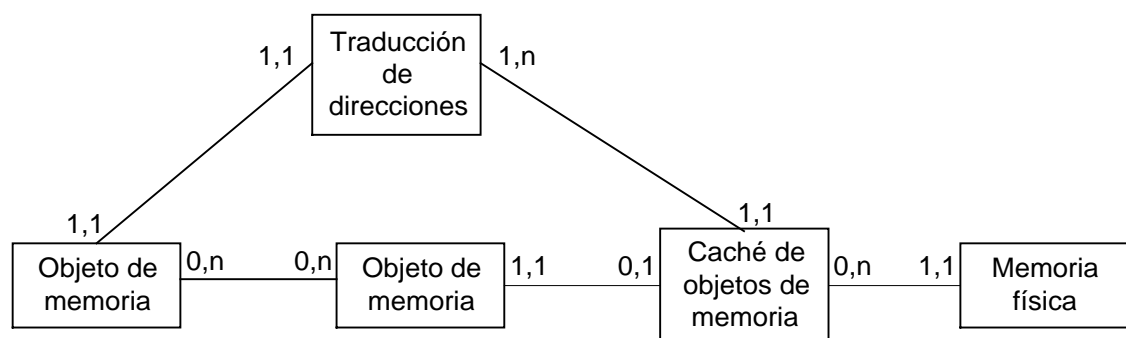 Traducción
de
direcciones
1,1
1,n
1,1
1,1
Objeto de
memoria
0,n
0,n
Objeto de
memoria
1,1
0,1
Caché de
objetos de
memoria
0,n
1,1
Memoria
física